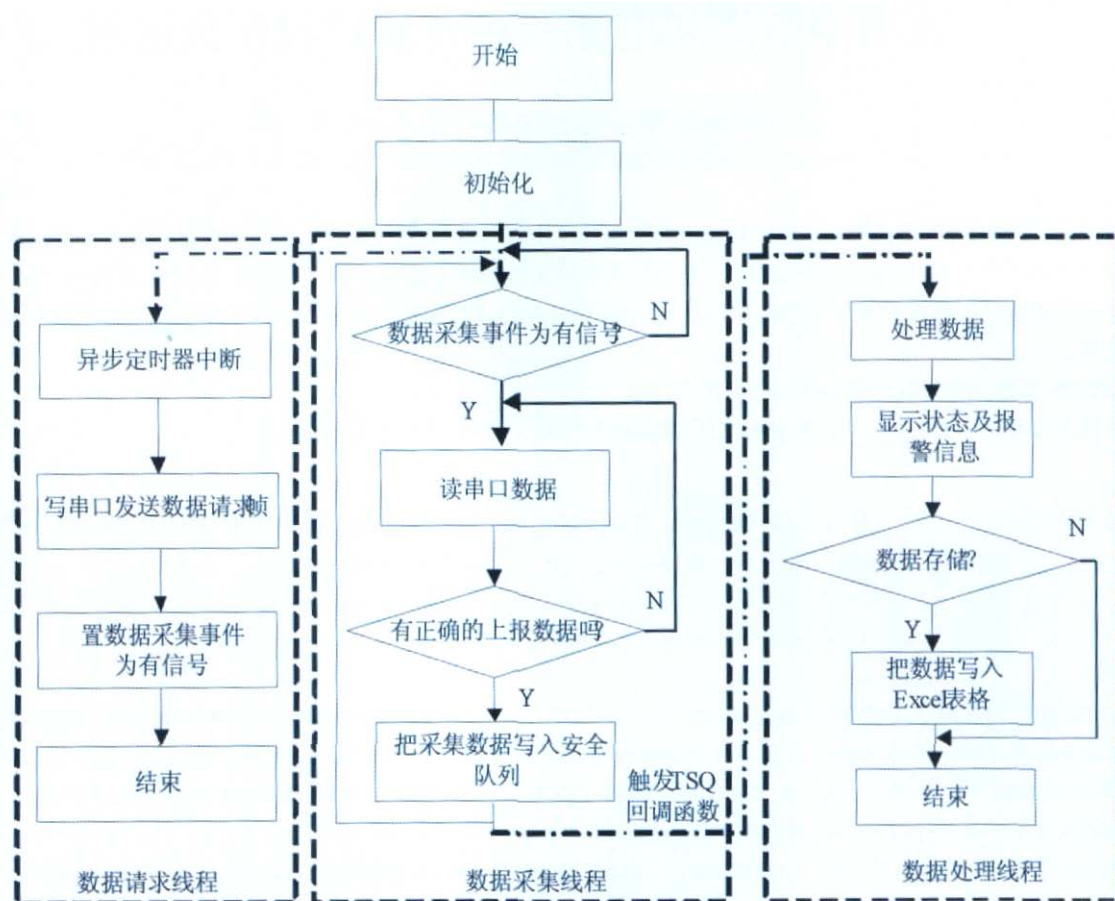 开始
初始化
异步定时器中断
写串口发送数据请求帧
置数据采集事件
为有信号
结束
数据请求线程
数据采集事件为有信号?
N
Y
读串口数据
有正确的上报数据吗?
N
Y
把采集数据写入安全
队列
触发TSQ
回调函数
数据采集线程
处理数据
显示状态及报
警信息
数据存储?
N
Y
把数据写入
Excel表格
结束
数据处理线程